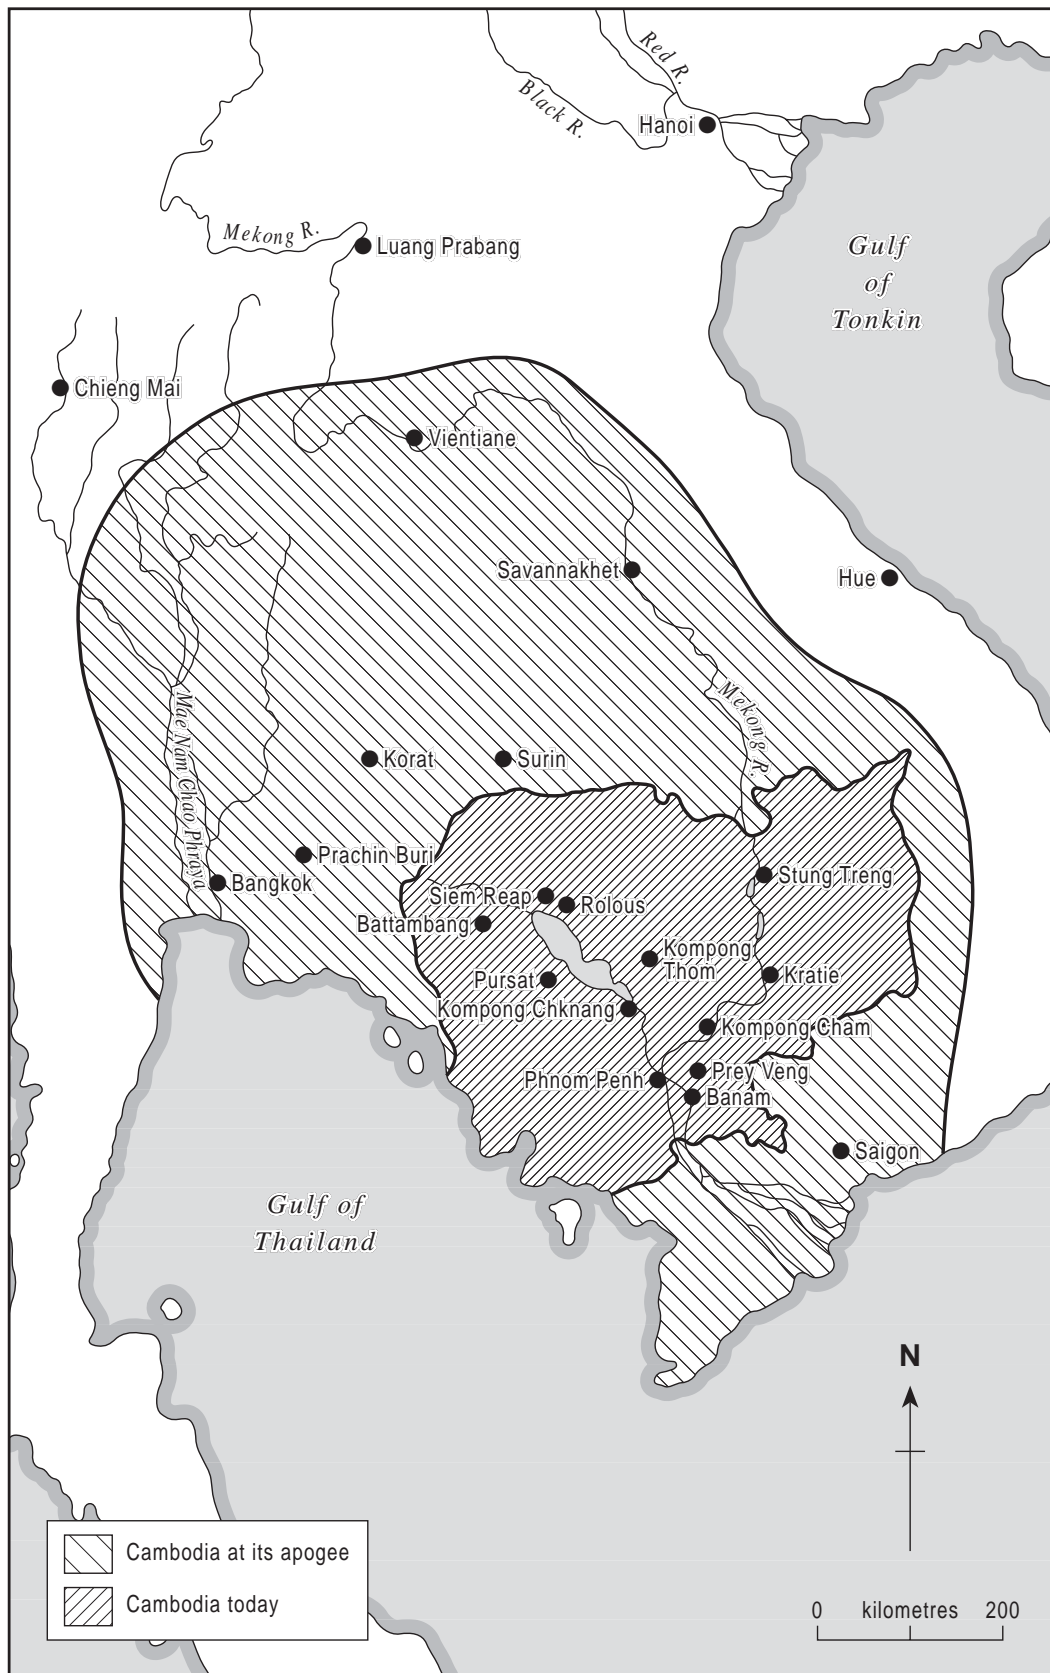 Red R.
Black R.
Hanoi
Mekong R.
Luang Prabang
Gulf
of
Tonkin
Chieng Mai
Vientiane
Savannakhet
Hue
Mekong R.
Mae Nam Chao Phraya
Korat
Surin
Prachin Buri
Bangkok
Stung Treng
Siem Reap
Rolous
Battambang
Kompong
Thom
Pursat
Kratie
Kompong Chknang
Kompong Cham
Phnom Penh
Prey Veng
Banam
Saigon
Gulf of
Thailand
N
Cambodia at its apogee
Cambodia today
0 kilometres 200